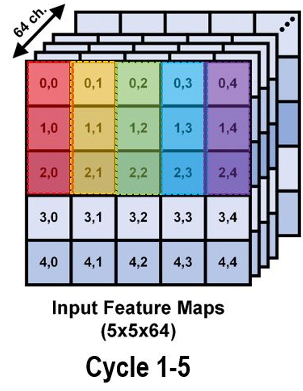 64 ch.
0,0 0,1 0,2 0,3 0,4
1,0 1,1 1,2 1,3 1,4
2,0 2,1 2,2 2,3 2,4
3,0 3,1 3,2 3,3 3,4
4,0 4,1 4,2 4,3 4,4
Input Feature Maps
(5x5x64)
Cycle 1-5